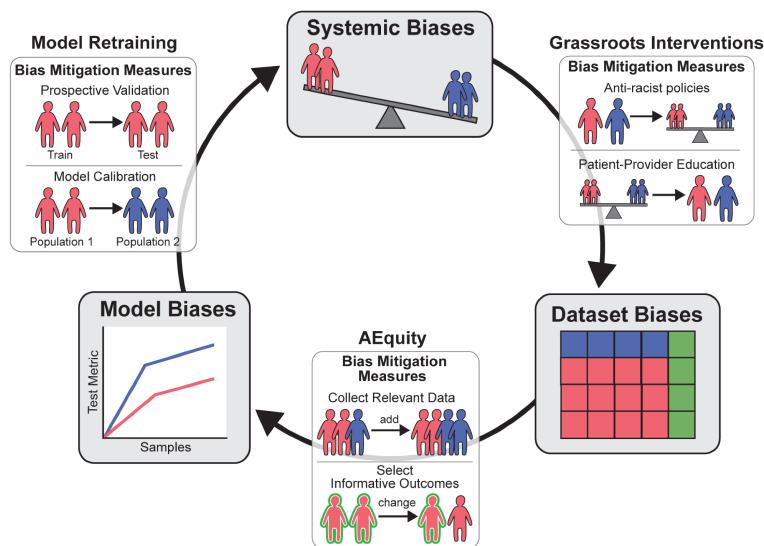 Systemic Biases
Model Retraining
Bias Mitigation Measures
Prospective Validation
Train
Test
Model Calibration
Population 1
Population 2
Grassroots Interventions
Bias Mitigation Measures
Anti-racist policies
Patient-Provider Education
Model Biases
Test Metric
Samples
AEquity
Bias Mitigation
Measures
Collect Relevant Data
add
Select
Informative Outcomes
change
Dataset Biases